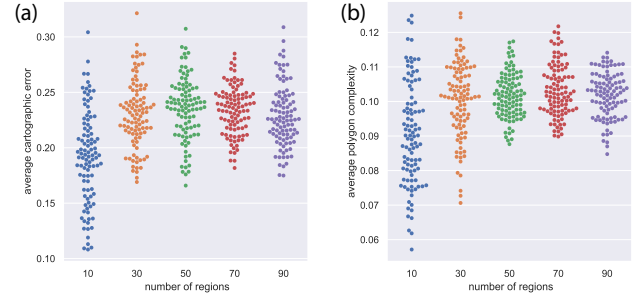 (a)
average cartographic error
0.30
0.25
0.20
0.15
0.10
10 30 50 70 90
number of regions
(b)
average polygon complexity
0.12
0.11
0.10
0.09
0.08
0.07
0.06
10 30 50 70 90
number of regions